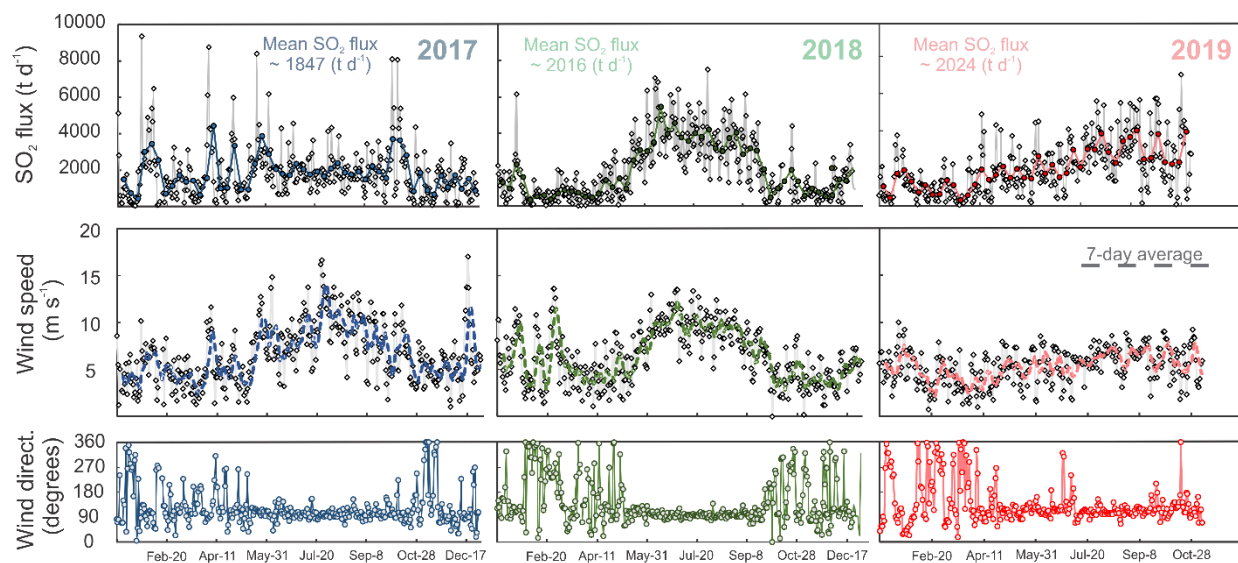 SO₂ flux (t d⁻¹)
10000
8000
6000
4000
2000
Mean SO₂ flux
~ 1847 (t d⁻¹)
2017
Mean SO₂ flux
~ 2016 (t d⁻¹)
2018
Mean SO₂ flux
~ 2024 (t d⁻¹)
2019
Wind speed
(m s⁻¹)
20
15
10
5
7-day average
Wind direct.
(degrees)
360
270
180
90
0
Feb-20 Apr-11 May-31 Jul-20 Sep-8 Oct-28 Dec-17
Feb-20 Apr-11 May-31 Jul-20 Sep-8 Oct-28 Dec-17
Feb-20 Apr-11 May-31 Jul-20 Sep-8 Oct-28